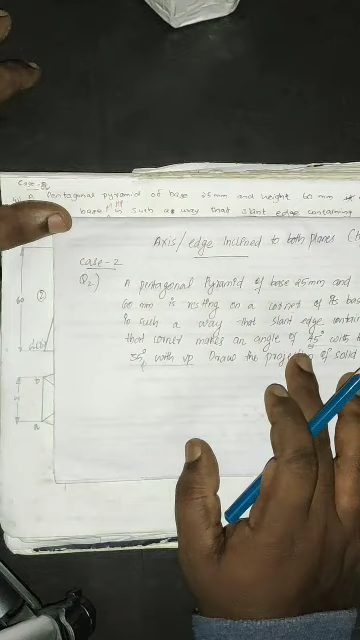 Case-2
A Pentagonal pyramid of base 25mm and height 60 mm
base in such a way that slant edge containing
Axis/edge Inclined to both planes
Case-2
Q2) A pentagonal Pyramid of base 25mm and
60 mm is resting on a corner of its bas
in such a way that slant edge contain
that corner makes an angle of 45° with
35° with VP Draw the projection of solid
60